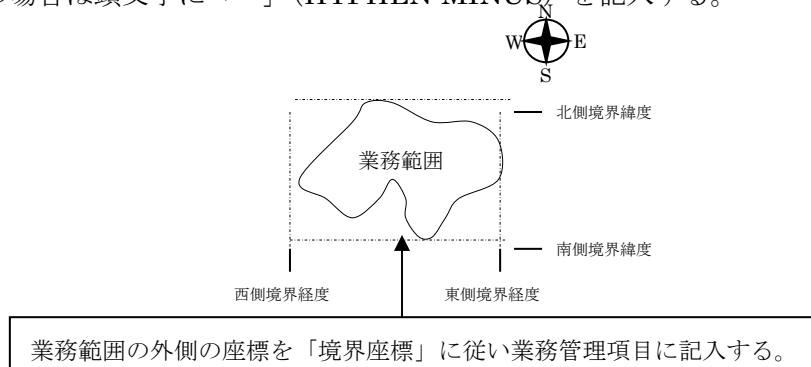 場合は頭文字に「-」(HYPHEN-MINUS) を記入する。
N
W E
S
北側境界緯度
業務範囲
南側境界緯度
西側境界経度 東側境界経度
業務範囲の外側の座標を「境界座標」に従い業務管理項目に記入する。